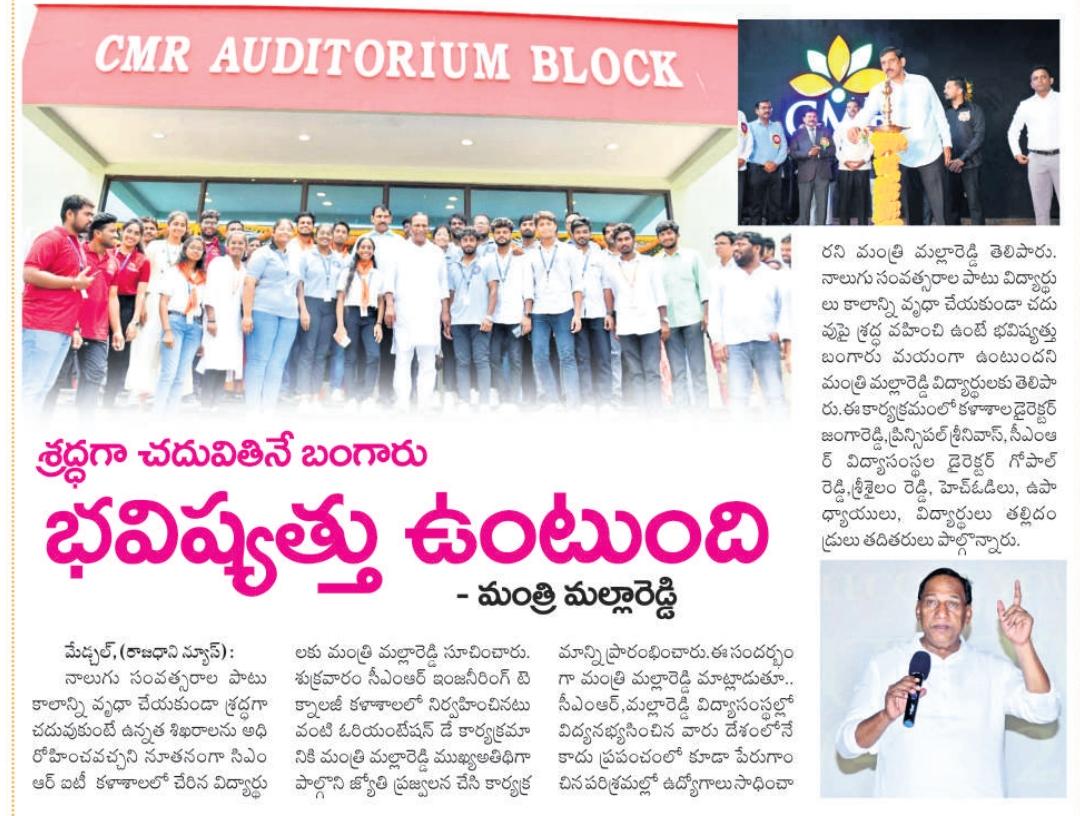 CMR AUDITORIUM BLOCK
శ్రద్ధగా చదువితినే బంగారు
భవిష్యత్తు ఉంటుంది
- మంత్రి మల్లారెడ్డి
మేడ్చల్,(రాజధాని న్యూస్):
నాలుగు సంవత్సరాల పాటు
కాలాన్ని వృధా చేయకుండా శ్రద్ధగా
చదువుకుంటే ఉన్నత శిఖరాలను అధి
రోహించవచ్చని నూతనంగా సిఎం
ఆర్ ఐటీ కళాశాలలో చేరిన విద్యార్థు
లకు మంత్రి మల్లారెడ్డి సూచించారు.
శుక్రవారం సీఎంఆర్ ఇంజనీరింగ్ టె
క్నాలజీ కళాశాలలో నిర్వహించినటు
వంటి ఓరియంటేషన్ డే కార్యక్రమా
నికి మంత్రి మల్లారెడ్డి ముఖ్యఅతిథిగా
పాల్గొని జ్యోతి ప్రజ్వలన చేసి కార్యక్ర
మాన్ని ప్రారంభించారు.ఈ సందర్భం
గా మంత్రి మల్లారెడ్డి మాట్లాడుతూ..
సీఎంఆర్,మల్లారెడ్డి విద్యాసంస్థల్లో
విద్యనభ్యసించిన వారు దేశంలోనే
కాదు ప్రపంచంలో కూడా పేరుగాం
చిన పరిశ్రమల్లో ఉద్యోగాలు సాధించా
రని మంత్రి మల్లారెడ్డి తెలిపారు.
నాలుగు సంవత్సరాల పాటు విద్యార్థు
లు కాలాన్ని వృధా చేయకుండా చదు
వుపై శ్రద్ధ వహించి ఉంటే భవిష్యత్తు
బంగారు మయంగా ఉంటుందని
మంత్రి మల్లారెడ్డి విద్యార్థులకు తెలిపా
రు.ఈ కార్యక్రమంలో కళాశాల డైరెక్టర్
జంగారెడ్డి,ప్రిన్సిపల్ శ్రీనివాస్,సీఎంఆ
ర్ విద్యాసంస్థల డైరెక్టర్ గోపాల్
రెడ్డి,శ్రీశైలం రెడ్డి, హెచ్ఓడిలు, ఉపా
ధ్యాయులు, విద్యార్థులు తల్లిదం
డ్రులు తదితరులు పాల్గొన్నారు.